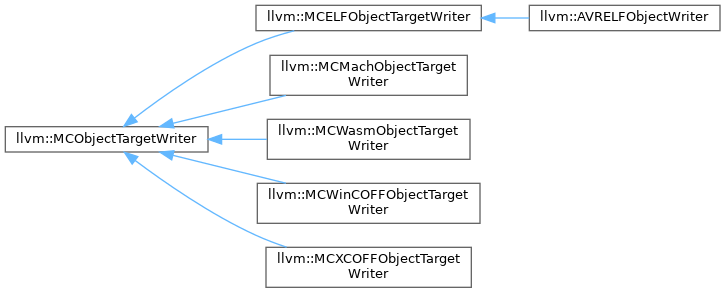 llvm::MCELFObjectTargetWriter
llvm::AVRELFObjectWriter
llvm::MCMachObjectTarget
Writer
llvm::MCObjectTargetWriter
llvm::MCWasmObjectTarget
Writer
llvm::MCWinCOFFObjectTarget
Writer
llvm::MCXCOFFObjectTarget
Writer